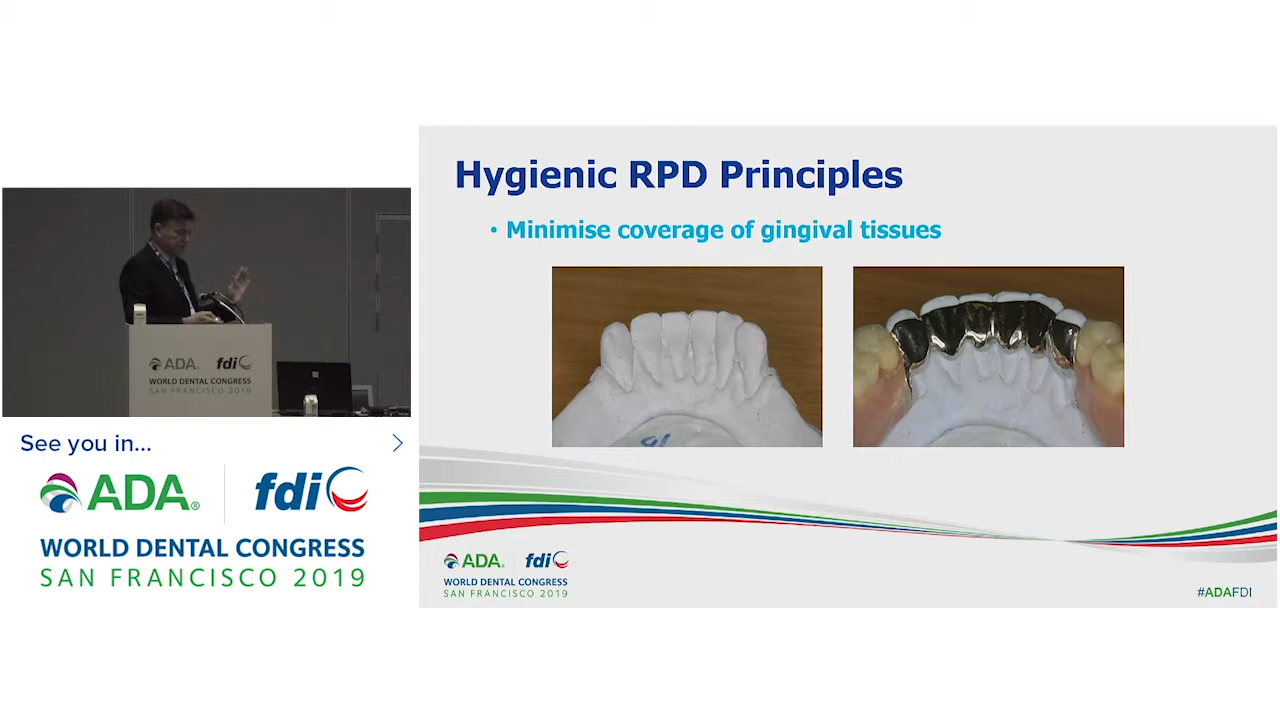 Hygienic RPD Principles
• Minimise coverage of gingival tissues
91
ADA. fdi
WORLD DENTAL CONGRESS
SAN FRANCISCO 2019
See you in...
ADA® fdi
WORLD DENTAL CONGRESS
SAN FRANCISCO 2019
ADA. fdi
WORLD DENTAL CONGRESS
SAN FRANCISCO 2019
#ADAFDI